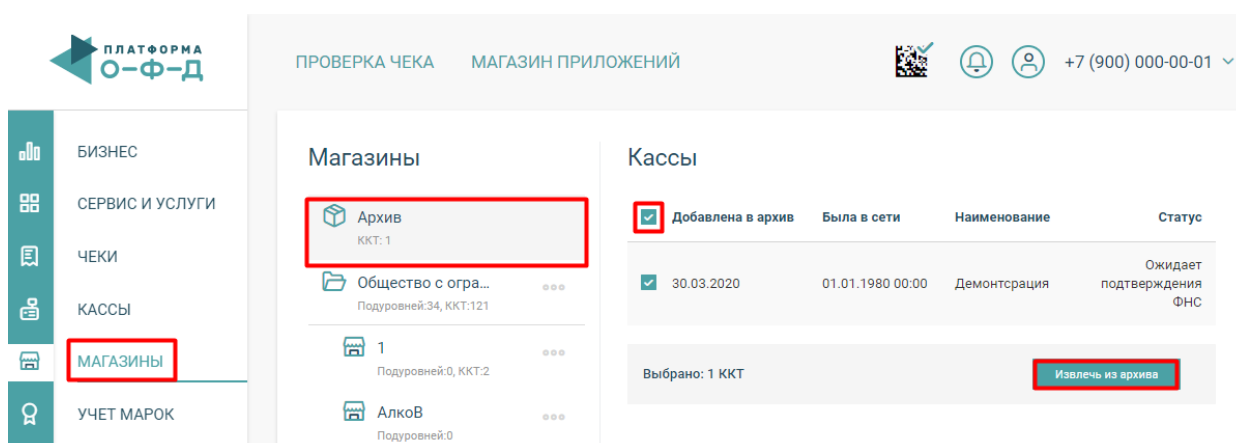 ПЛАТФОРМА
О-Ф-Д
ПРОВЕРКА ЧЕКА МАГАЗИН ПРИЛОЖЕНИЙ +7 (900) 000-00-01
БИЗНЕС
СЕРВИС И УСЛУГИ
ЧЕКИ
КАССЫ
МАГАЗИНЫ
УЧЕТ МАРОК
Магазины
Архив
ККТ: 1
Общество с огра...
Подуровней:34, ККТ:121
1
Подуровней:0, ККТ:2
АлкоВ
Подуровней:0
Кассы
Добавлена в архив Была в сети Наименование Статус
30.03.2020 01.01.1980 00:00 Демонтсрация Ожидает
подтверждения
ФНС
Выбрано: 1 ККТ Извлечь из архива